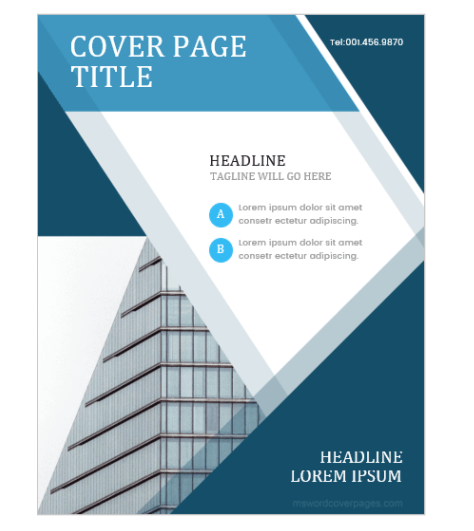 COVER PAGE
TITLE
Tel:001.456.9870
HEADLINE
TAGLINE WILL GO HERE
A
Lorem ipsum dolor sit amet
consetr ectetur adipiscing.
B
Lorem ipsum dolor sit amet
consetr ectetur adipiscing.
HEADLINE
LOREM IPSUM
mswordcoverpages.com